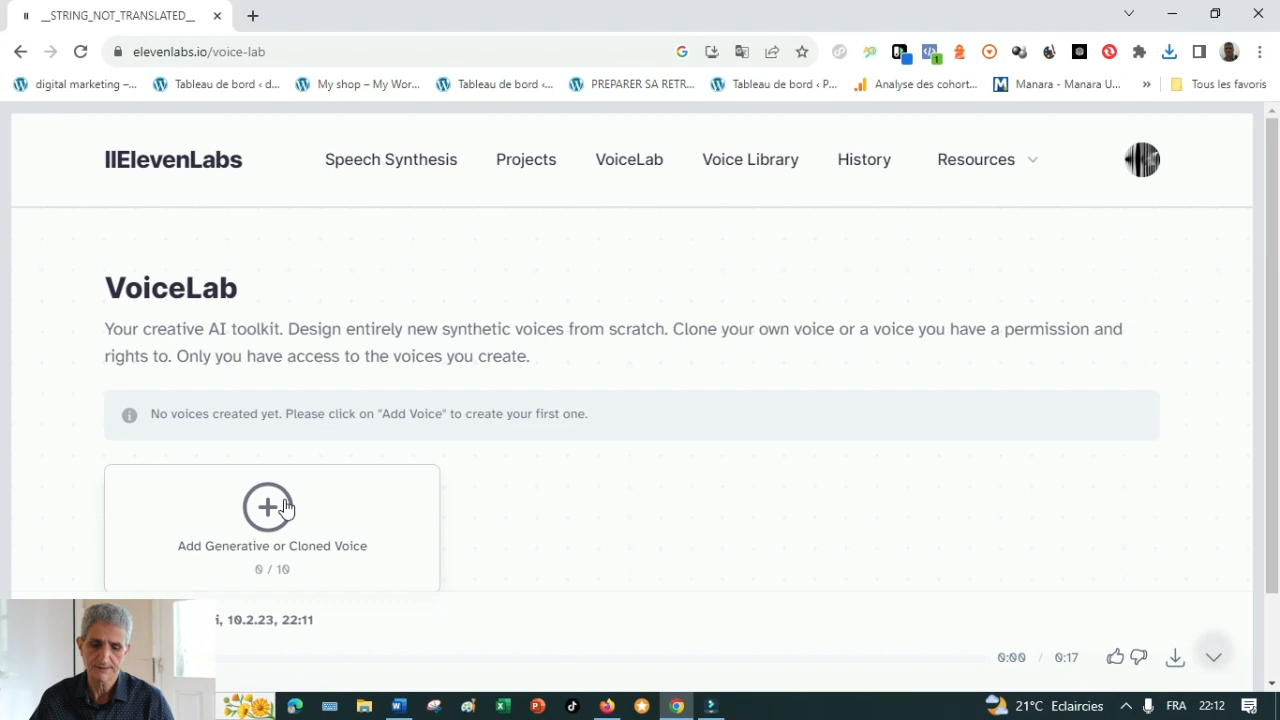 __STRING_NOT_TRANSLATED__
elevenlabs.io/voice-lab
digital marketing –...
Tableau de bord ‹ d...
My shop – My Wor...
Tableau de bord ‹...
PREPARER SA RETR...
Tableau de bord ‹ P...
Analyse des cohort...
Manara - Manara U...
»
Tous les favoris
IIElevenLabs
Speech Synthesis
Projects
VoiceLab
Voice Library
History
Resources
VoiceLab
Your creative AI toolkit. Design entirely new synthetic voices from scratch. Clone your own voice or a voice you have a permission and
rights to. Only you have access to the voices you create.
No voices created yet. Please click on "Add Voice" to create your first one.
Add Generative or Cloned Voice
0 / 10
i, 10.2.23, 22:11
0:00 / 0:17
21°C Eclaircies
FRA
22:12